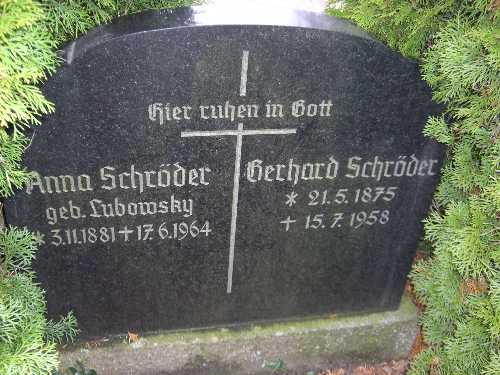 Hier ruhen in Gott
Anna Schröder
geb. Lubowsky
* 3.11.1881 + 17.6.1964
Gerhard Schröder
* 21.5.1875
+ 15.7.1958